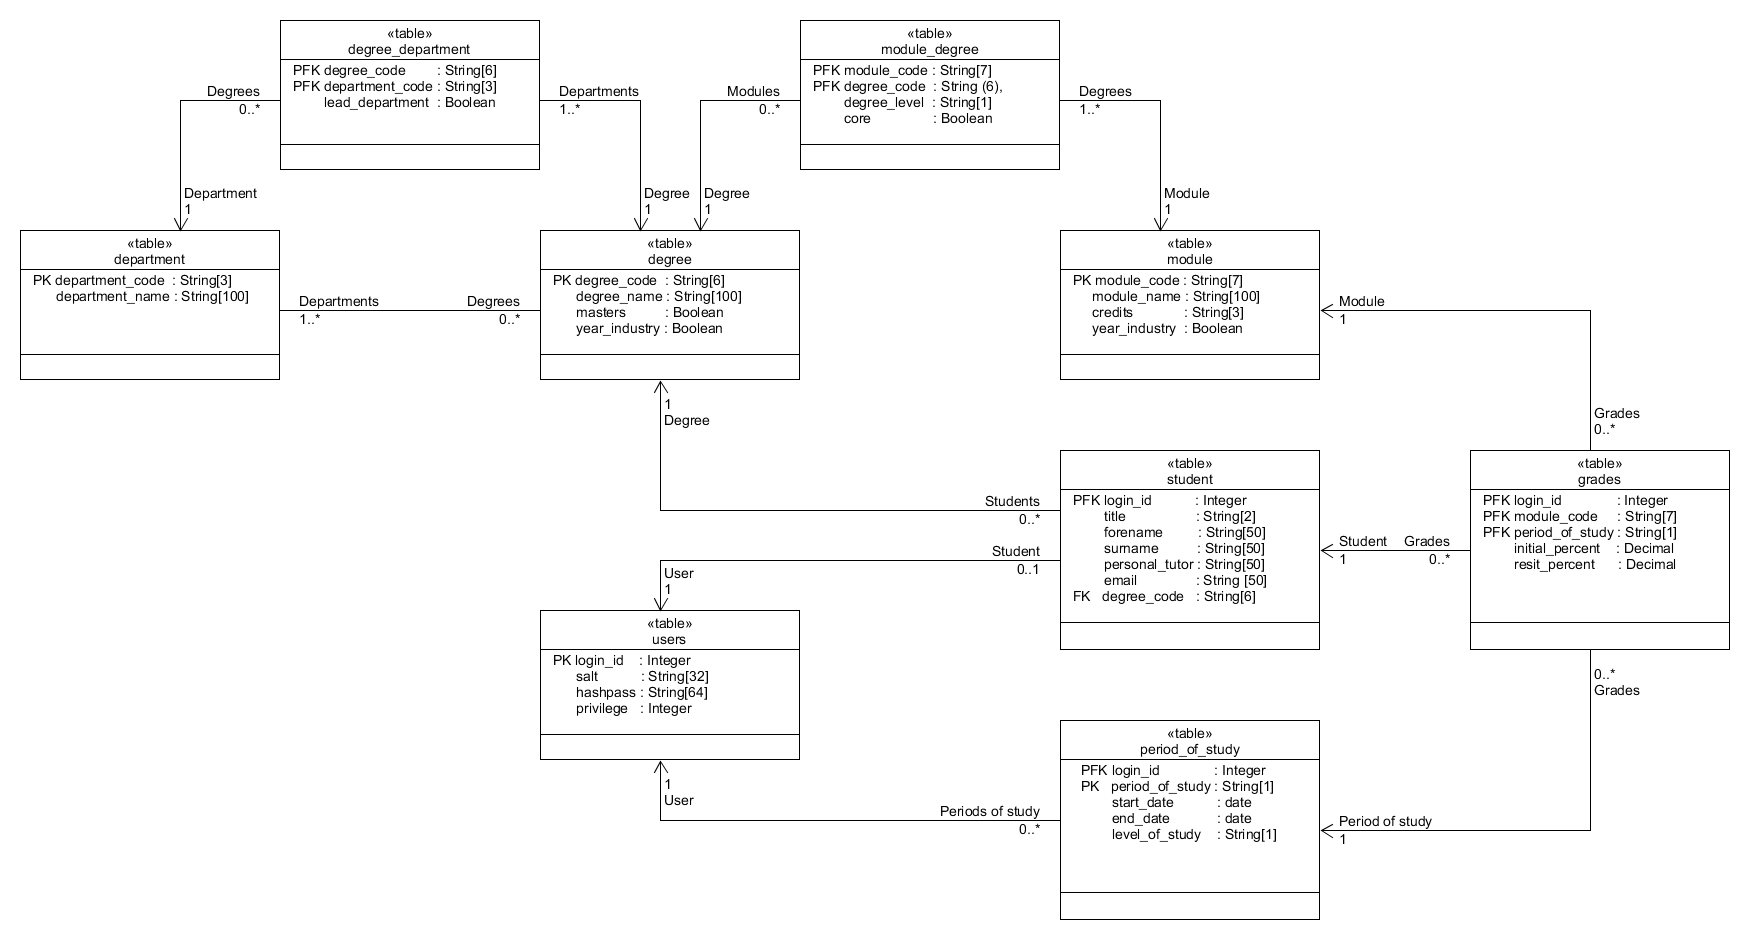 «table»
degree_department
PFK degree_code : String[6]
PFK department_code : String[3]
lead_department : Boolean
«table»
module_degree
PFK module_code : String[7]
PFK degree_code : String (6),
degree_level : String[1]
core : Boolean
Degrees
0..*
Departments
1..*
Modules
0..*
Degrees
1..*
Department
1
Degree
1
Degree
1
Module
1
«table»
department
PK department_code : String[3]
department_name : String[100]
Departments
1..*
Degrees
0..*
«table»
degree
PK degree_code : String[6]
degree_name : String[100]
masters : Boolean
year_industry : Boolean
«table»
module
PK module_code : String[7]
module_name : String[100]
credits : String[3]
year_industry : Boolean
Module
1
1
Degree
Grades
0..*
Students
0..*
Student
0..1
User
1
«table»
student
PFK login_id : Integer
title : String[2]
forename : String[50]
surname : String[50]
personal_tutor : String[50]
email : String [50]
FK degree_code : String[6]
Student
1
Grades
0..*
«table»
grades
PFK login_id : Integer
PFK module_code : String[7]
PFK period_of_study : String[1]
initial_percent : Decimal
resit_percent : Decimal
«table»
users
PK login_id : Integer
salt : String[32]
hashpass : String[64]
privilege : Integer
0..*
Grades
1
User
Periods of study
0..*
«table»
period_of_study
PFK login_id : Integer
PK period_of_study : String[1]
start_date : date
end_date : date
level_of_study : String[1]
Period of study
1